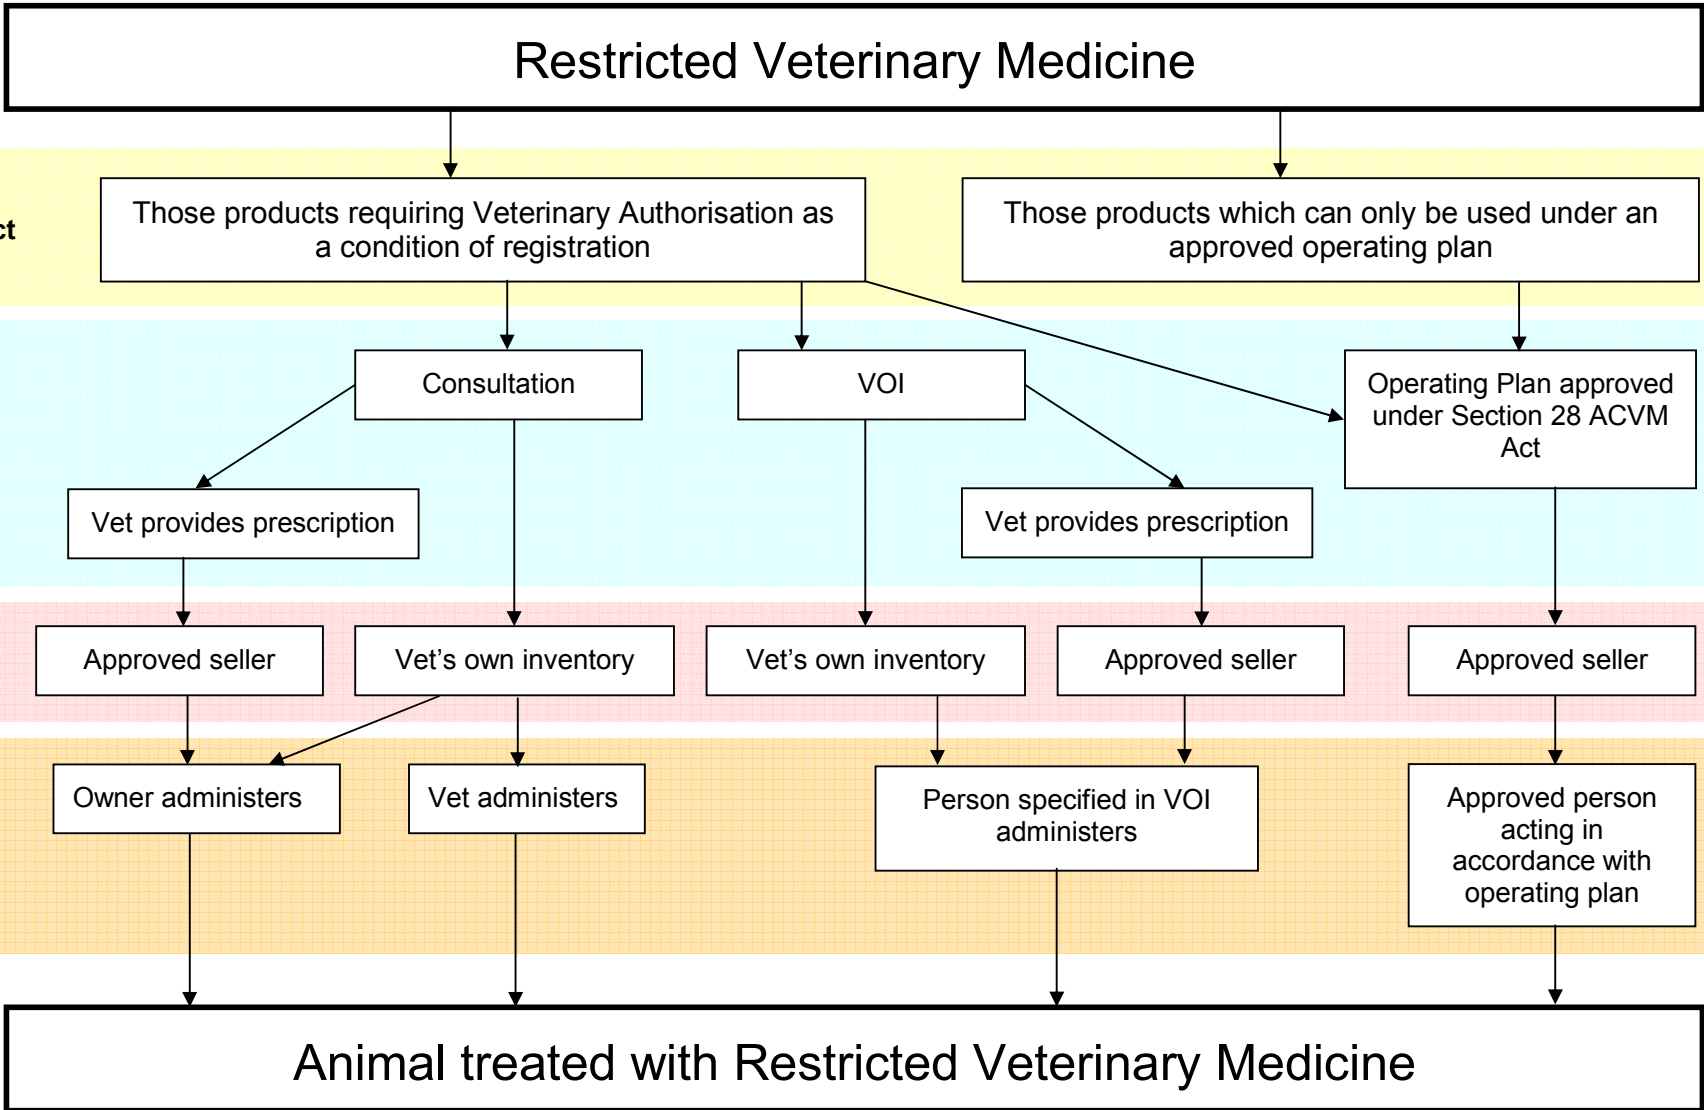 Restricted Veterinary Medicine
ct
Those products requiring Veterinary Authorisation as
a condition of registration
Those products which can only be used under an
approved operating plan
Consultation
VOI
Operating Plan approved
under Section 28 ACVM
Act
Vet provides prescription
Vet provides prescription
Approved seller
Vet's own inventory
Vet's own inventory
Approved seller
Approved seller
Owner administers
Vet administers
Person specified in VOI
administers
Approved person
acting in
accordance with
operating plan
Animal treated with Restricted Veterinary Medicine